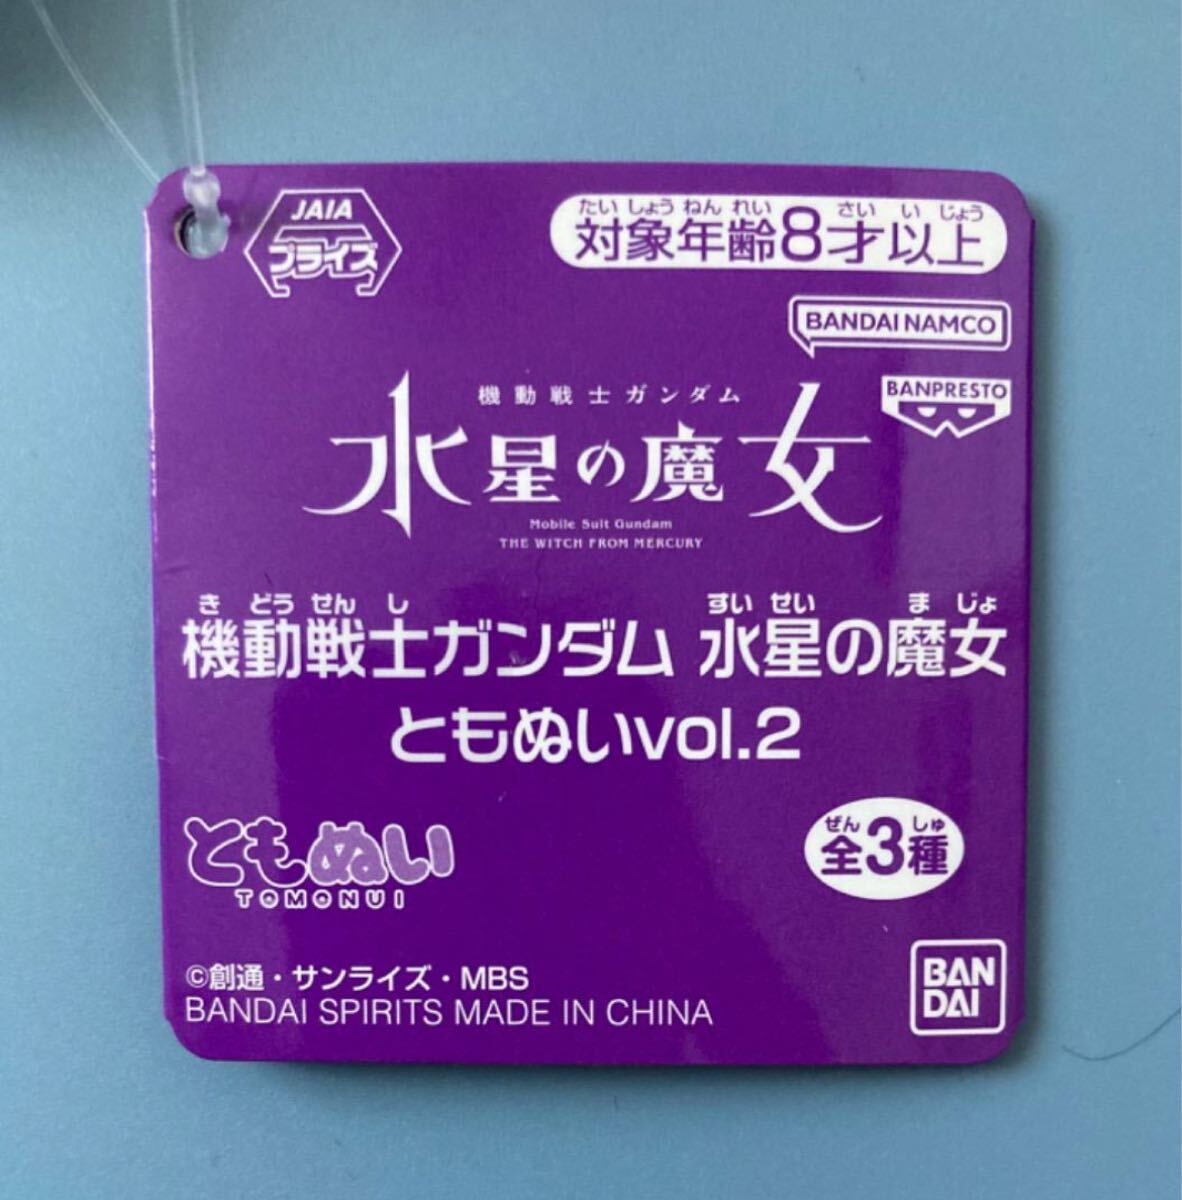 JAIA
プライズ
たいしょうねんれい さいいじょう
対象年齢8才以上
BANDAI NAMCO
BANPRESTO
機動戦士ガンダム
水星の魔女
Mobile Suit Gundam
THE WITCH FROM MERCURY
きどうせんし すいせい まじょ
機動戦士ガンダム 水星の魔女
ともぬいvol.2
ともぬい
TOMONUI
ぜん しゅ
全3種
©創通・サンライズ・MBS
BANDAI SPIRITS MADE IN CHINA
BAN
DAI